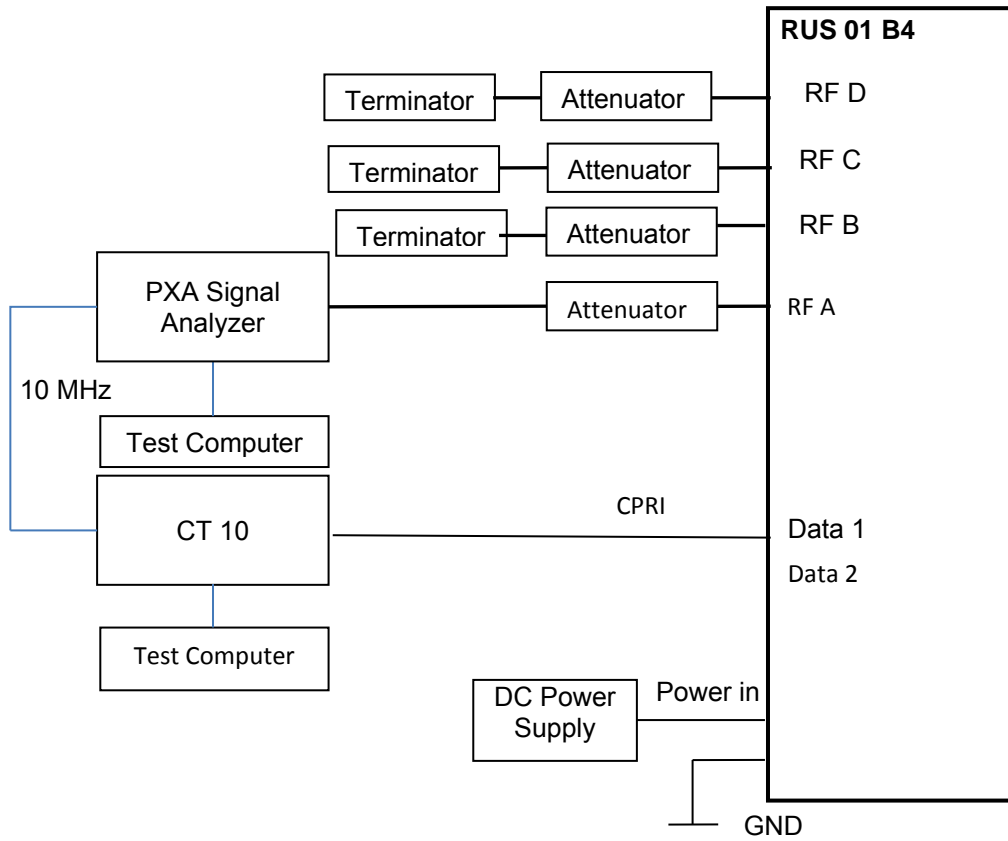 RUS 01 B4
Terminator
Attenuator
RF D
Terminator
Attenuator
RF C
Terminator
Attenuator
RF B
PXA Signal
Analyzer
Attenuator
RF A
10 MHz
Test Computer
CT 10
CPRI
Data 1
Data 2
Test Computer
DC Power
Supply
Power in
GND